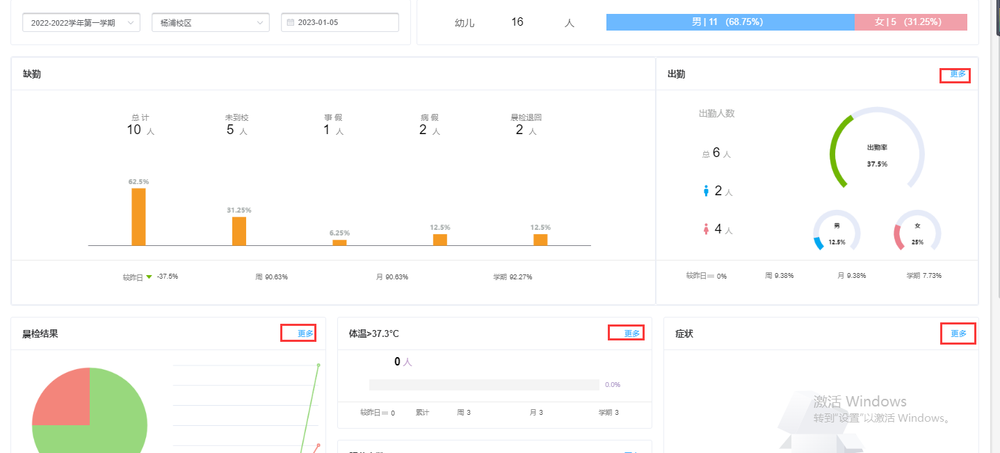 2022-2022学年第一学期 杨浦校区 2023-01-05
幼儿 16 人 男 | 11 (68.75%) 女 | 5 (31.25%)
缺勤
出勤 更多
总 计 未到校 事 假 病 假 晨检退回
10 人 5 人 1 人 2 人 2 人
62.5% 31.25% 6.25% 12.5% 12.5%
较昨日 -37.5% 周 90.63% 月 90.63% 学期 92.27%
出勤人数
总 6 人
2 人
4 人
出勤率
37.5%
男
12.5%
女
25%
较昨日 0% 周 9.38% 月 9.38% 学期 7.73%
晨检结果 更多
体温>37.3°C 更多
0 人
0.0%
较昨日 0 累计 周 3 月 3 学期 3
症状 更多
激活 Windows
转到"设置"以激活 Windows。